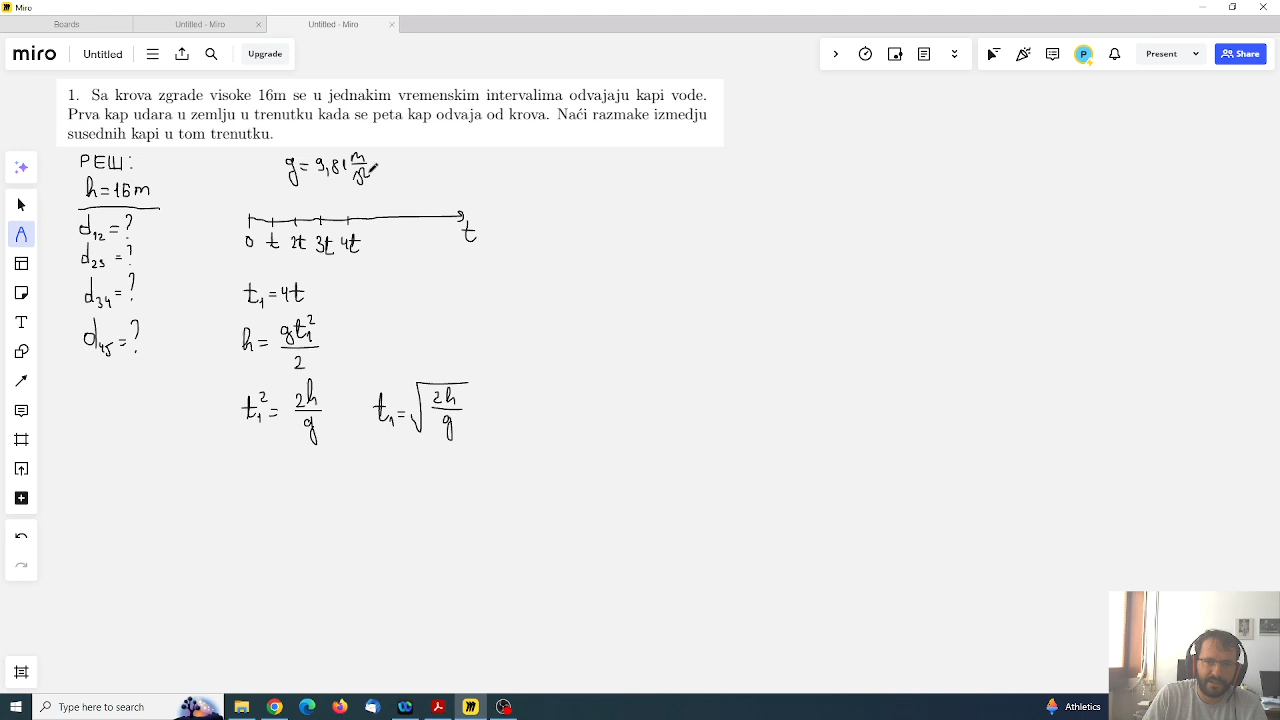 Miro
Boards
Untitled - Miro
Untitled - Miro
miro
Untitled
Upgrade
P
Present
Share
1. Sa krova zgrade visoke 16m se u jednakim vremenskim intervalima odvajaju kapi vode.
Prva kap udara u zemlju u trenutku kada se peta kap odvaja od krova. Naći razmake izmedju
susednih kapi u tom trenutku.
РЕШ:
h=16m
d₁₂=?
d₂₃=?
d₃₄=?
d₄₅=?
g=9,81 m/s²
0 t 2t 3t 4t
t
t₁=4t
h=gt₁²/2
t₁²=2h/g
t₁=√(2h/g)
T
Type here to search
Athletics